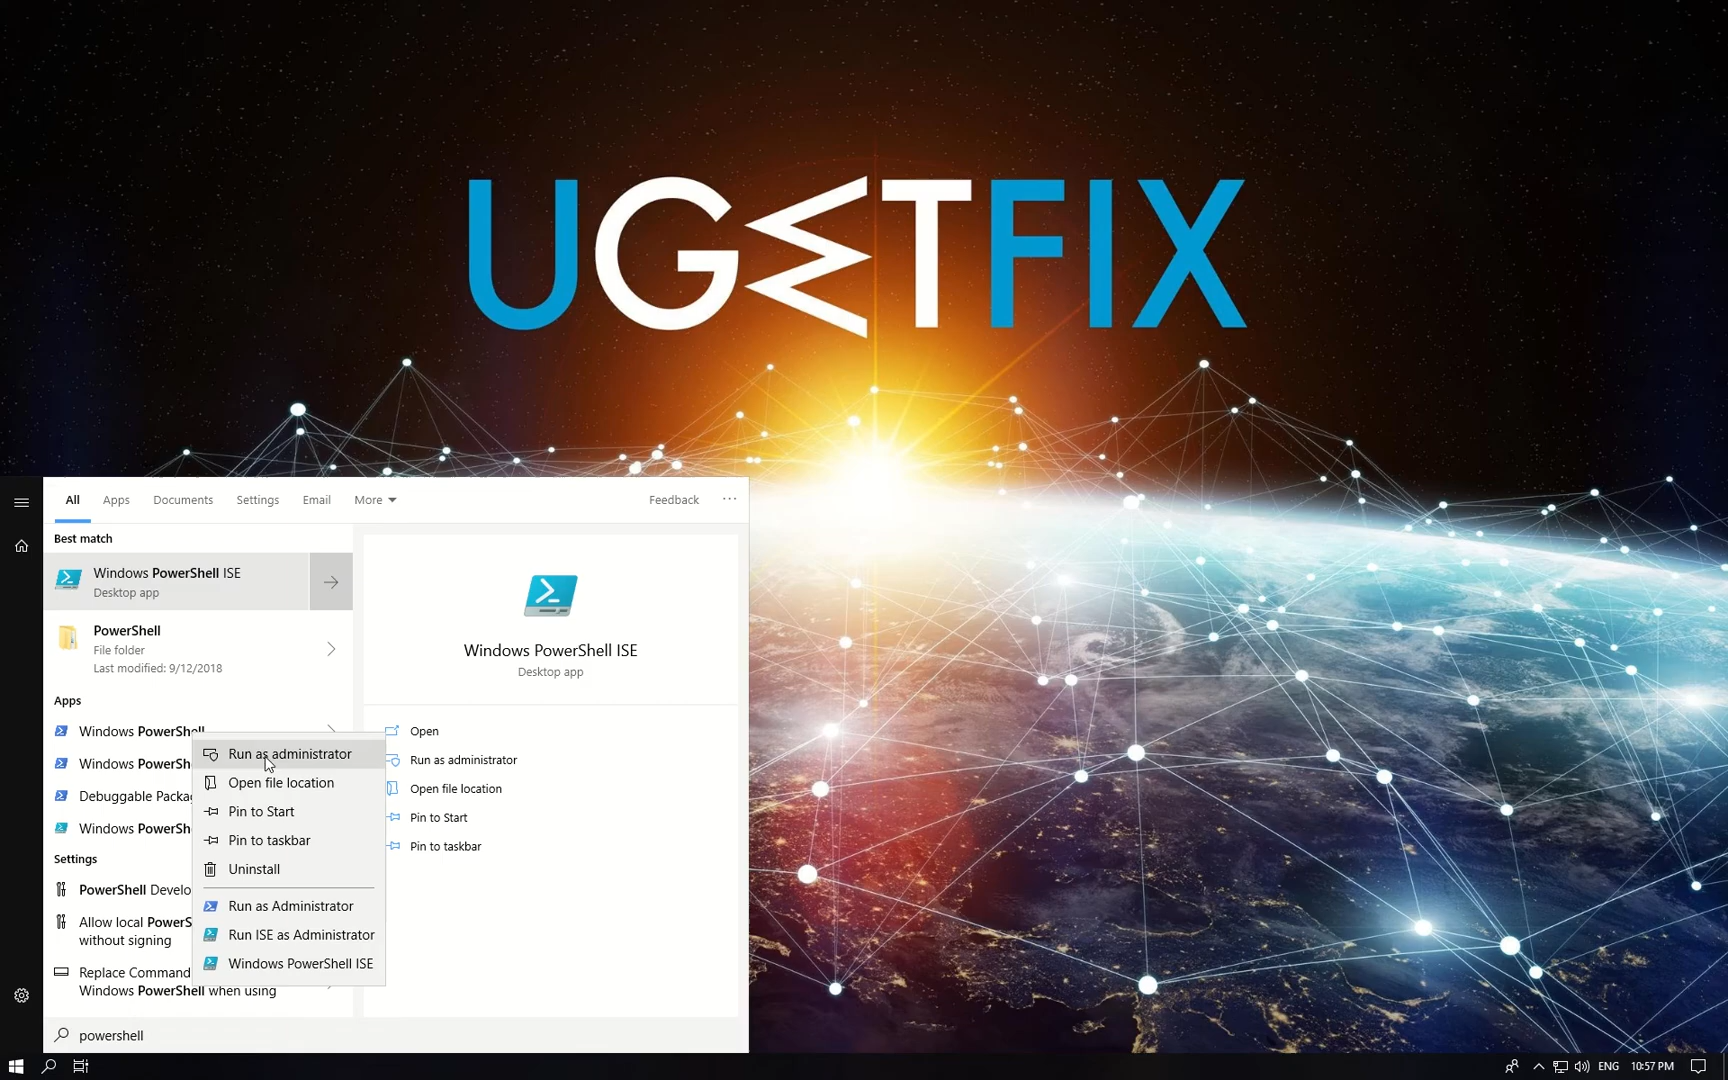 UGETFIX
All Apps Documents Settings Email More Feedback ...
Best match
Windows PowerShell ISE
Desktop app
PowerShell
File folder
Last modified: 9/12/2018
Apps
Windows PowerShell
Windows PowerSh
Debuggable Packag
Windows PowerSh
Settings
PowerShell Develo
Allow local PowerS
without signing
Replace Command
Windows PowerShell when using
powershell
Run as administrator
Open file location
Pin to Start
Pin to taskbar
Uninstall
Run as Administrator
Run ISE as Administrator
Windows PowerShell ISE
Windows PowerShell ISE
Desktop app
Open
Run as administrator
Open file location
Pin to Start
Pin to taskbar
ENG 10:57 PM